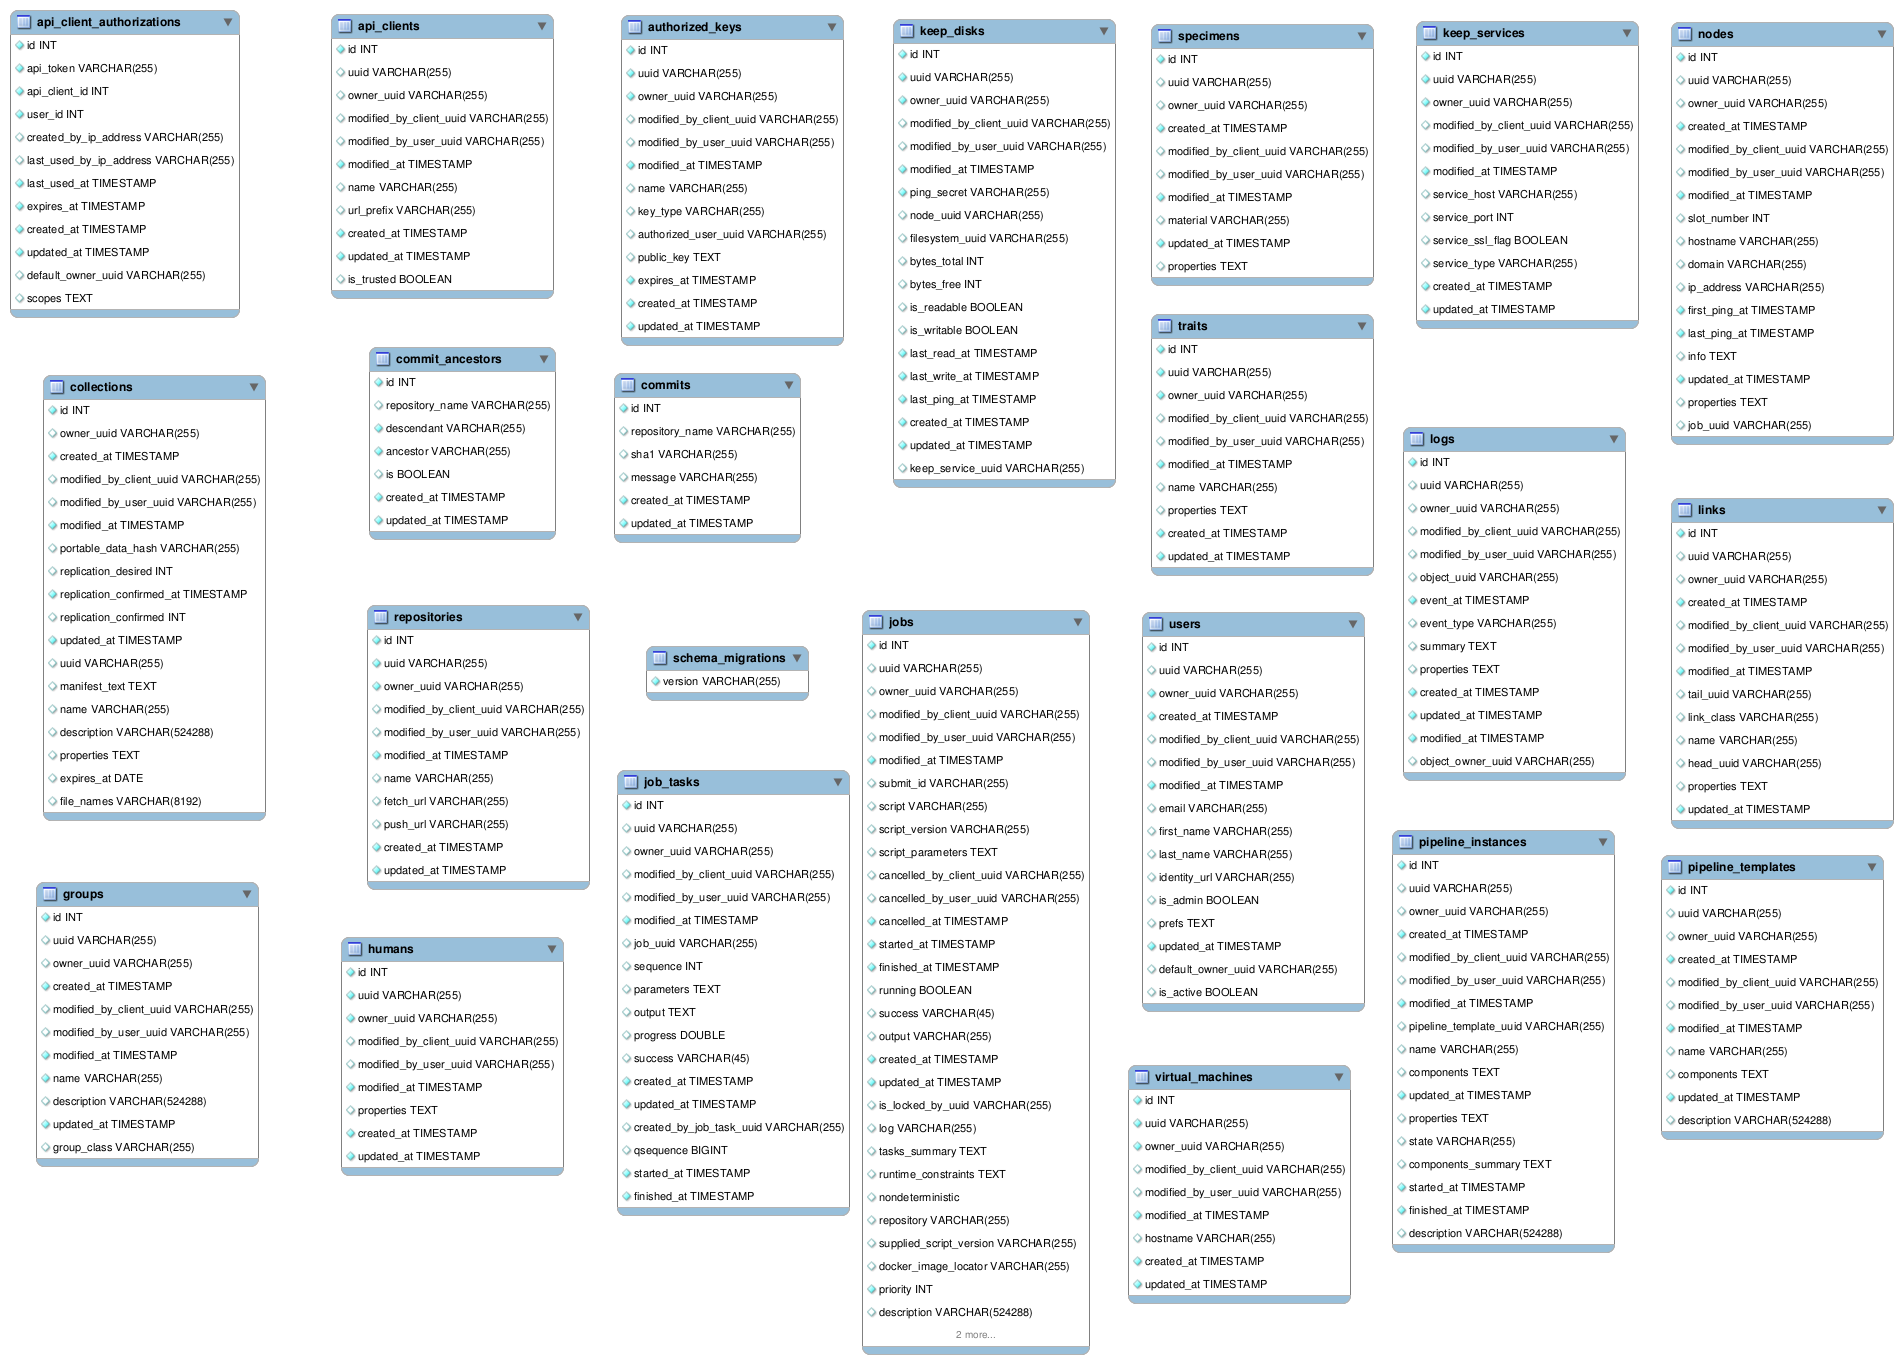 api_client_authorizations
id INT
api_token VARCHAR(255)
api_client_id INT
user_id INT
created_by_ip_address VARCHAR(255)
last_used_by_ip_address VARCHAR(255)
last_used_at TIMESTAMP
expires_at TIMESTAMP
created_at TIMESTAMP
updated_at TIMESTAMP
default_owner_uuid VARCHAR(255)
scopes TEXT
api_clients
id INT
uuid VARCHAR(255)
owner_uuid VARCHAR(255)
modified_by_client_uuid VARCHAR(255)
modified_by_user_uuid VARCHAR(255)
modified_at TIMESTAMP
name VARCHAR(255)
url_prefix VARCHAR(255)
created_at TIMESTAMP
updated_at TIMESTAMP
is_trusted BOOLEAN
authorized_keys
id INT
uuid VARCHAR(255)
owner_uuid VARCHAR(255)
modified_by_client_uuid VARCHAR(255)
modified_by_user_uuid VARCHAR(255)
modified_at TIMESTAMP
name VARCHAR(255)
key_type VARCHAR(255)
authorized_user_uuid VARCHAR(255)
public_key TEXT
expires_at TIMESTAMP
created_at TIMESTAMP
updated_at TIMESTAMP
keep_disks
id INT
uuid VARCHAR(255)
owner_uuid VARCHAR(255)
modified_by_client_uuid VARCHAR(255)
modified_by_user_uuid VARCHAR(255)
modified_at TIMESTAMP
ping_secret VARCHAR(255)
node_uuid VARCHAR(255)
filesystem_uuid VARCHAR(255)
bytes_total INT
bytes_free INT
is_readable BOOLEAN
is_writable BOOLEAN
last_read_at TIMESTAMP
last_write_at TIMESTAMP
last_ping_at TIMESTAMP
created_at TIMESTAMP
updated_at TIMESTAMP
keep_service_uuid VARCHAR(255)
specimens
id INT
uuid VARCHAR(255)
owner_uuid VARCHAR(255)
created_at TIMESTAMP
modified_by_client_uuid VARCHAR(255)
modified_by_user_uuid VARCHAR(255)
modified_at TIMESTAMP
material VARCHAR(255)
updated_at TIMESTAMP
properties TEXT
keep_services
id INT
uuid VARCHAR(255)
owner_uuid VARCHAR(255)
modified_by_client_uuid VARCHAR(255)
modified_by_user_uuid VARCHAR(255)
modified_at TIMESTAMP
service_host VARCHAR(255)
service_port INT
service_ssl_flag BOOLEAN
service_type VARCHAR(255)
created_at TIMESTAMP
updated_at TIMESTAMP
nodes
id INT
uuid VARCHAR(255)
owner_uuid VARCHAR(255)
created_at TIMESTAMP
modified_by_client_uuid VARCHAR(255)
modified_by_user_uuid VARCHAR(255)
modified_at TIMESTAMP
slot_number INT
hostname VARCHAR(255)
domain VARCHAR(255)
ip_address VARCHAR(255)
first_ping_at TIMESTAMP
last_ping_at TIMESTAMP
info TEXT
updated_at TIMESTAMP
properties TEXT
job_uuid VARCHAR(255)
collections
id INT
owner_uuid VARCHAR(255)
created_at TIMESTAMP
modified_by_client_uuid VARCHAR(255)
modified_by_user_uuid VARCHAR(255)
modified_at TIMESTAMP
portable_data_hash VARCHAR(255)
replication_desired INT
replication_confirmed_at TIMESTAMP
replication_confirmed INT
updated_at TIMESTAMP
uuid VARCHAR(255)
manifest_text TEXT
name VARCHAR(255)
description VARCHAR(524288)
properties TEXT
expires_at DATE
file_names VARCHAR(8192)
commit_ancestors
id INT
repository_name VARCHAR(255)
descendant VARCHAR(255)
ancestor VARCHAR(255)
is BOOLEAN
created_at TIMESTAMP
updated_at TIMESTAMP
commits
id INT
repository_name VARCHAR(255)
sha1 VARCHAR(255)
message VARCHAR(255)
created_at TIMESTAMP
updated_at TIMESTAMP
traits
id INT
uuid VARCHAR(255)
owner_uuid VARCHAR(255)
modified_by_client_uuid VARCHAR(255)
modified_by_user_uuid VARCHAR(255)
modified_at TIMESTAMP
name VARCHAR(255)
properties TEXT
created_at TIMESTAMP
updated_at TIMESTAMP
logs
id INT
uuid VARCHAR(255)
owner_uuid VARCHAR(255)
modified_by_client_uuid VARCHAR(255)
modified_by_user_uuid VARCHAR(255)
object_uuid VARCHAR(255)
event_at TIMESTAMP
event_type VARCHAR(255)
summary TEXT
properties TEXT
created_at TIMESTAMP
updated_at TIMESTAMP
modified_at TIMESTAMP
object_owner_uuid VARCHAR(255)
links
id INT
uuid VARCHAR(255)
owner_uuid VARCHAR(255)
created_at TIMESTAMP
modified_by_client_uuid VARCHAR(255)
modified_by_user_uuid VARCHAR(255)
modified_at TIMESTAMP
tail_uuid VARCHAR(255)
link_class VARCHAR(255)
name VARCHAR(255)
head_uuid VARCHAR(255)
properties TEXT
updated_at TIMESTAMP
repositories
id INT
uuid VARCHAR(255)
owner_uuid VARCHAR(255)
modified_by_client_uuid VARCHAR(255)
modified_by_user_uuid VARCHAR(255)
modified_at TIMESTAMP
name VARCHAR(255)
fetch_url VARCHAR(255)
push_url VARCHAR(255)
created_at TIMESTAMP
updated_at TIMESTAMP
schema_migrations
version VARCHAR(255)
jobs
id INT
uuid VARCHAR(255)
owner_uuid VARCHAR(255)
modified_by_client_uuid VARCHAR(255)
modified_by_user_uuid VARCHAR(255)
modified_at TIMESTAMP
submit_id VARCHAR(255)
script VARCHAR(255)
script_version VARCHAR(255)
script_parameters TEXT
cancelled_by_client_uuid VARCHAR(255)
cancelled_by_user_uuid VARCHAR(255)
cancelled_at TIMESTAMP
started_at TIMESTAMP
finished_at TIMESTAMP
running BOOLEAN
success VARCHAR(45)
output VARCHAR(255)
created_at TIMESTAMP
updated_at TIMESTAMP
is_locked_by_uuid VARCHAR(255)
log VARCHAR(255)
tasks_summary TEXT
runtime_constraints TEXT
nondeterministic
repository VARCHAR(255)
supplied_script_version VARCHAR(255)
docker_image_locator VARCHAR(255)
priority INT
description VARCHAR(524288)
2 more...
users
id INT
uuid VARCHAR(255)
owner_uuid VARCHAR(255)
created_at TIMESTAMP
modified_by_client_uuid VARCHAR(255)
modified_by_user_uuid VARCHAR(255)
modified_at TIMESTAMP
email VARCHAR(255)
first_name VARCHAR(255)
last_name VARCHAR(255)
identity_url VARCHAR(255)
is_admin BOOLEAN
prefs TEXT
updated_at TIMESTAMP
default_owner_uuid VARCHAR(255)
is_active BOOLEAN
job_tasks
id INT
uuid VARCHAR(255)
owner_uuid VARCHAR(255)
modified_by_client_uuid VARCHAR(255)
modified_by_user_uuid VARCHAR(255)
modified_at TIMESTAMP
job_uuid VARCHAR(255)
sequence INT
parameters TEXT
output TEXT
progress DOUBLE
success VARCHAR(45)
created_at TIMESTAMP
updated_at TIMESTAMP
created_by_job_task_uuid VARCHAR(255)
qsequence BIGINT
started_at TIMESTAMP
finished_at TIMESTAMP
pipeline_instances
id INT
uuid VARCHAR(255)
owner_uuid VARCHAR(255)
created_at TIMESTAMP
modified_by_client_uuid VARCHAR(255)
modified_by_user_uuid VARCHAR(255)
modified_at TIMESTAMP
pipeline_template_uuid VARCHAR(255)
name VARCHAR(255)
components TEXT
updated_at TIMESTAMP
properties TEXT
state VARCHAR(255)
components_summary TEXT
started_at TIMESTAMP
finished_at TIMESTAMP
description VARCHAR(524288)
pipeline_templates
id INT
uuid VARCHAR(255)
owner_uuid VARCHAR(255)
created_at TIMESTAMP
modified_by_client_uuid VARCHAR(255)
modified_by_user_uuid VARCHAR(255)
modified_at TIMESTAMP
name VARCHAR(255)
components TEXT
updated_at TIMESTAMP
description VARCHAR(524288)
groups
id INT
uuid VARCHAR(255)
owner_uuid VARCHAR(255)
created_at TIMESTAMP
modified_by_client_uuid VARCHAR(255)
modified_by_user_uuid VARCHAR(255)
modified_at TIMESTAMP
name VARCHAR(255)
description VARCHAR(524288)
updated_at TIMESTAMP
group_class VARCHAR(255)
humans
id INT
uuid VARCHAR(255)
owner_uuid VARCHAR(255)
modified_by_client_uuid VARCHAR(255)
modified_by_user_uuid VARCHAR(255)
modified_at TIMESTAMP
properties TEXT
created_at TIMESTAMP
updated_at TIMESTAMP
virtual_machines
id INT
uuid VARCHAR(255)
owner_uuid VARCHAR(255)
modified_by_client_uuid VARCHAR(255)
modified_by_user_uuid VARCHAR(255)
modified_at TIMESTAMP
hostname VARCHAR(255)
created_at TIMESTAMP
updated_at TIMESTAMP